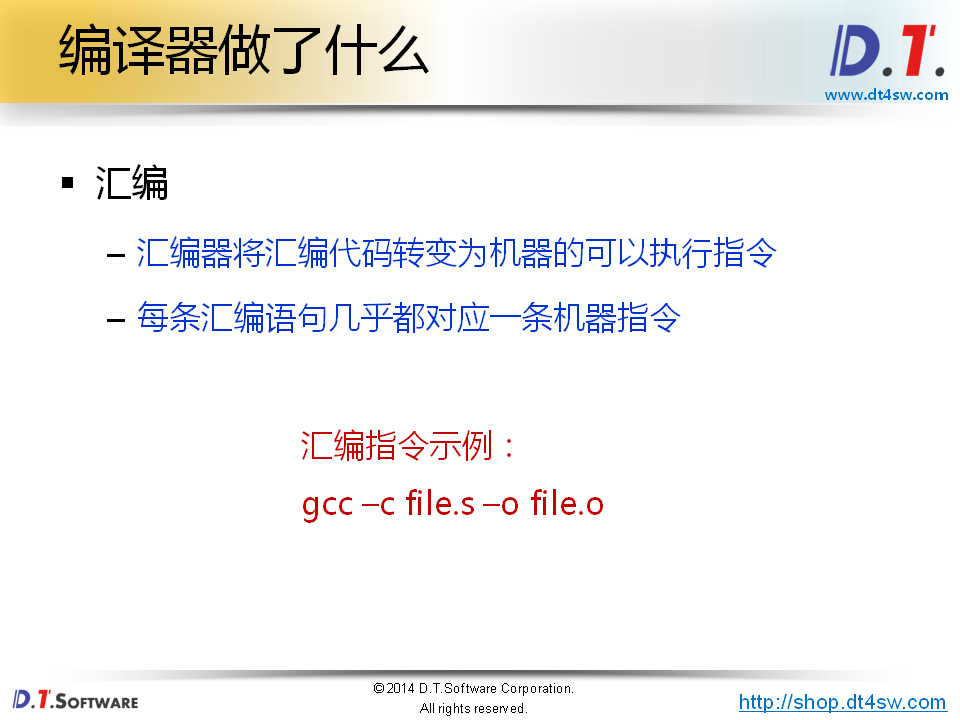 编译器做了什么
D.T.
www.dt4sw.com
▪ 汇编
– 汇编器将汇编代码转变为机器的可以执行指令
– 每条汇编语句几乎都对应一条机器指令
汇编指令示例：
gcc –c file.s –o file.o
D.T.SOFTWARE
©2014 D.T.Software Corporation.
All rights reserved.
http://shop.dt4sw.com